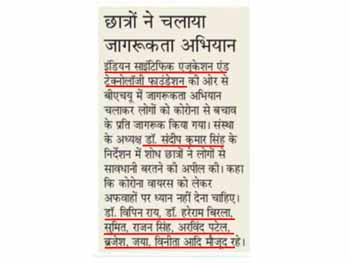 छात्रों ने चलाया
जागरूकता अभियान
इंडियन साइंटिफिक एजुकेशन एंड
टेक्नोलॉजी फाउंडेशन की ओर से
बीएचयू में जागरूकता अभियान
चलाकर लोगों को कोरोना से बचाव
के प्रति जागरूक किया गया। संस्था
के अध्यक्ष डॉ. संदीप कुमार सिंह के
निर्देशन में शोध छात्रों ने लोगों से
सावधानी बरतने की अपील की। कहा
कि कोरोना वायरस को लेकर
अफवाहों पर ध्यान नहीं देना चाहिए।
डॉ. विपिन राय, डॉ. हरेराम बिरला,
सुमित, राजन सिंह, अरविंद पटेल,
ब्रजेश, जया, विनीता आदि मौजूद रहे।